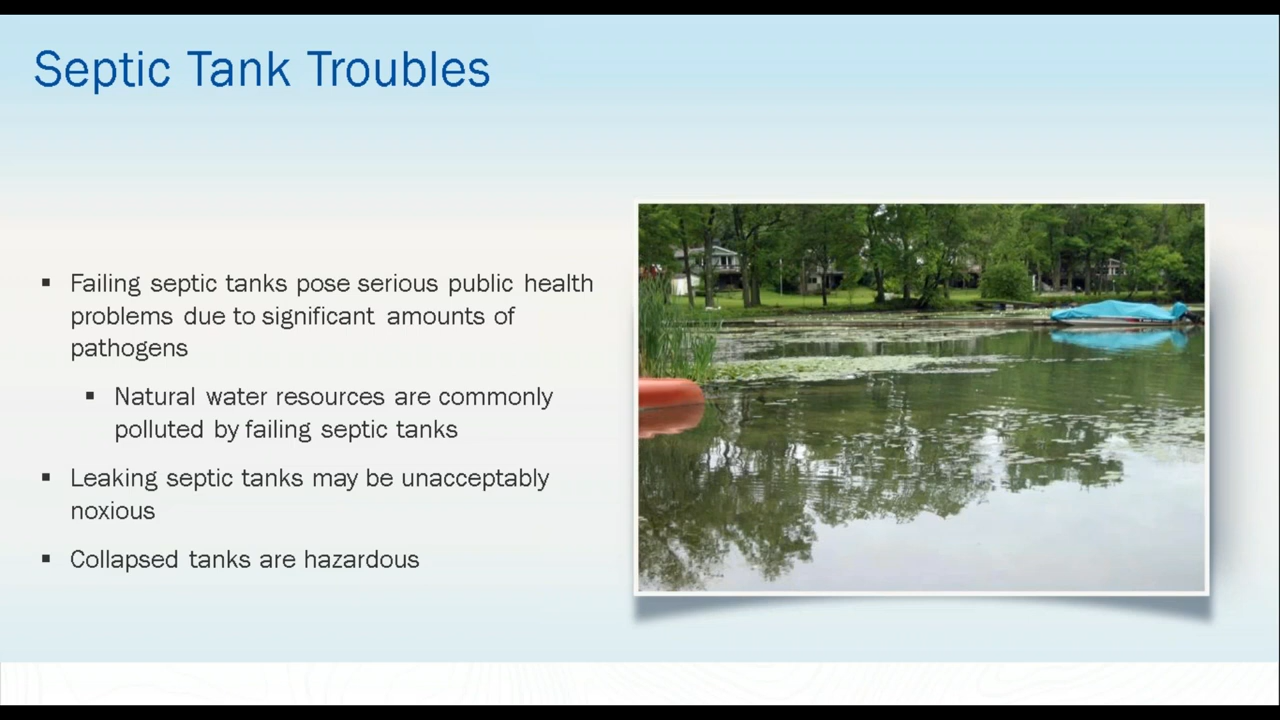 Septic Tank Troubles
▪ Failing septic tanks pose serious public health
problems due to significant amounts of
pathogens
▪ Natural water resources are commonly
polluted by failing septic tanks
▪ Leaking septic tanks may be unacceptably
noxious
▪ Collapsed tanks are hazardous